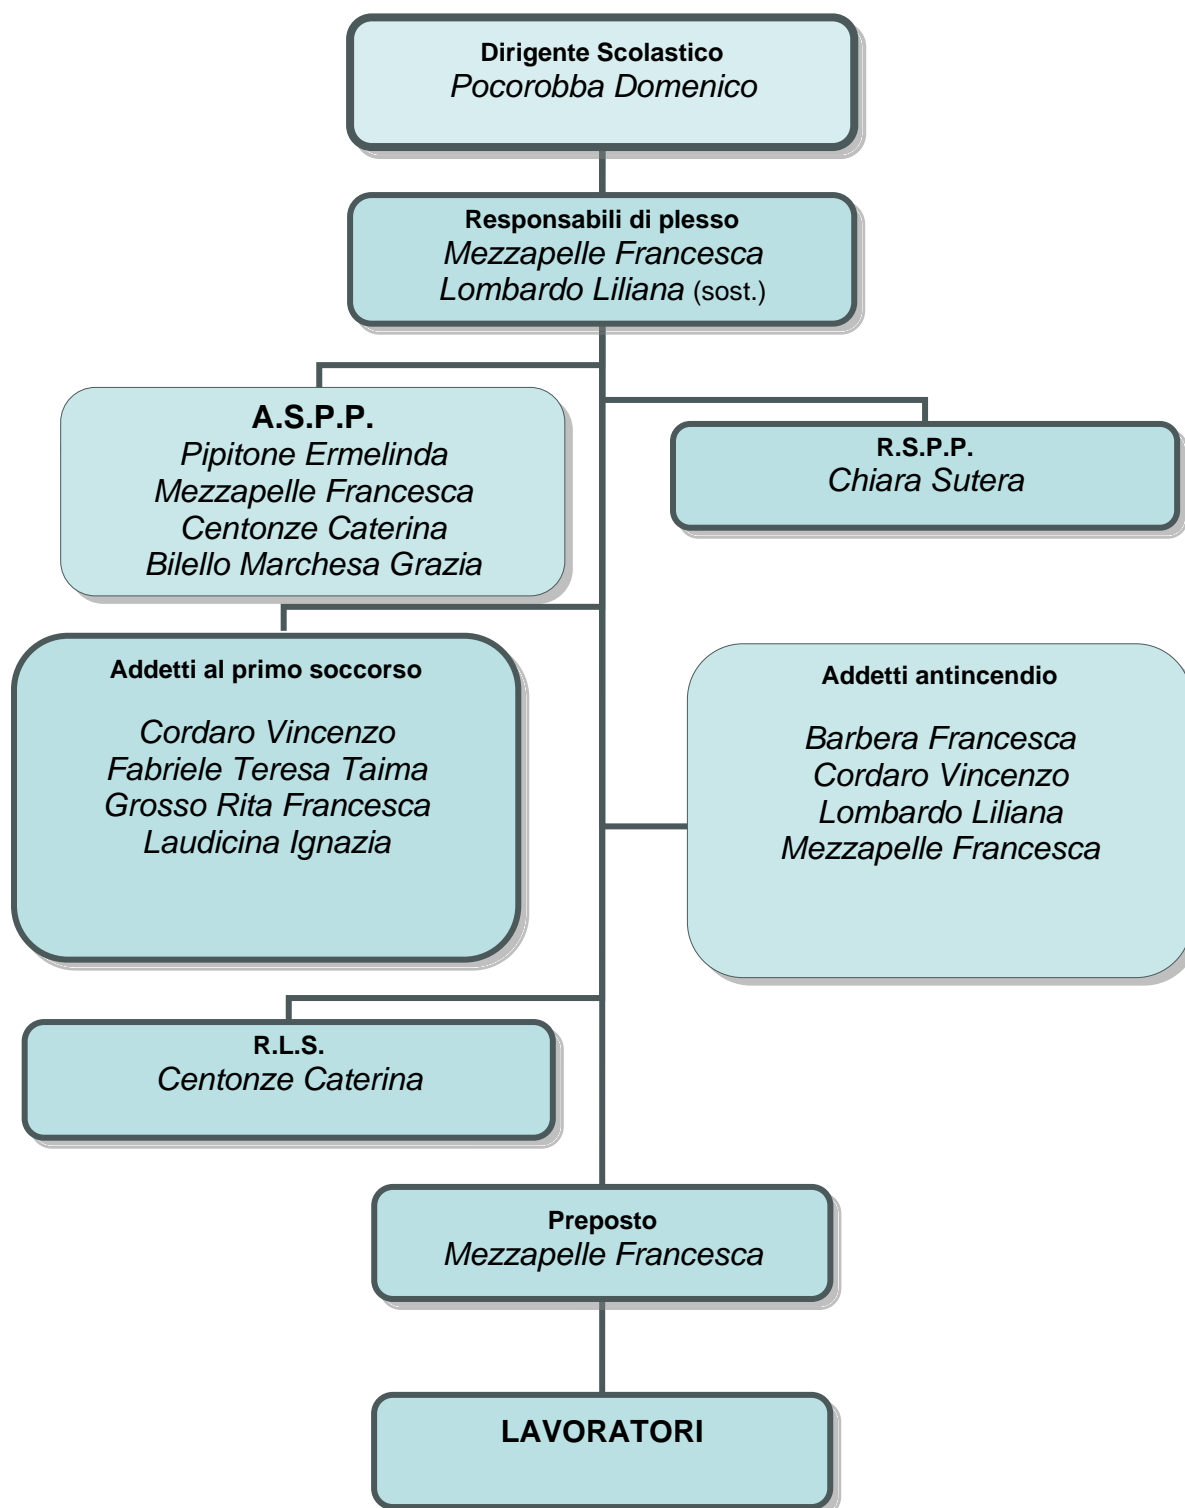 Dirigente Scolastico
Pocorobba Domenico
Responsabili di plesso
Mezzapelle Francesca
Lombardo Liliana (sost.)
A.S.P.P.
Pipitone Ermelinda
Mezzapelle Francesca
Centonze Caterina
Bilello Marchesa Grazia
R.S.P.P.
Chiara Sutera
Addetti al primo soccorso
Cordaro Vincenzo
Fabriele Teresa Taima
Grosso Rita Francesca
Laudicina Ignazia
Addetti antincendio
Barbera Francesca
Cordaro Vincenzo
Lombardo Liliana
Mezzapelle Francesca
R.L.S.
Centonze Caterina
Preposto
Mezzapelle Francesca
LAVORATORI